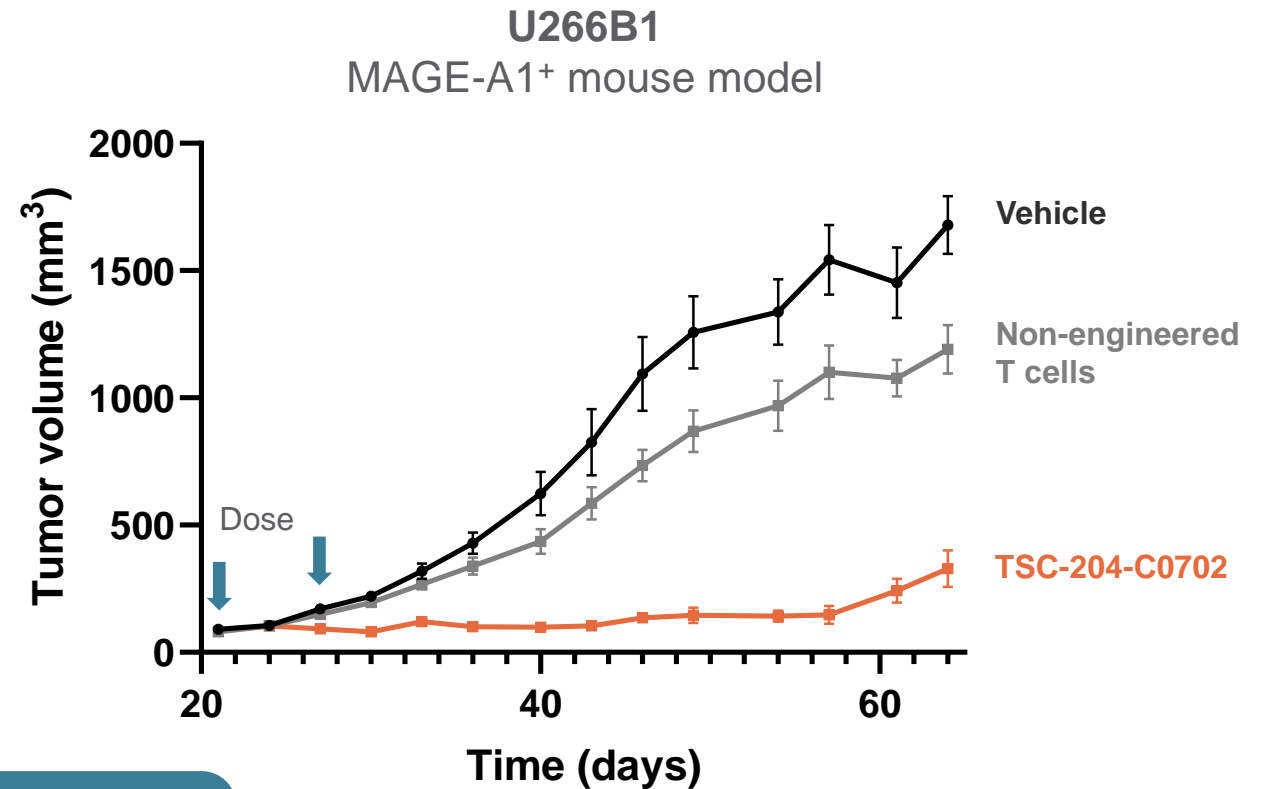 U266B1
MAGE-A1⁺ mouse model
Tumor volume (mm³)
2000
1500
1000
500
0
Dose
Vehicle
Non-engineered
T cells
TSC-204-C0702
20 40 60
Time (days)